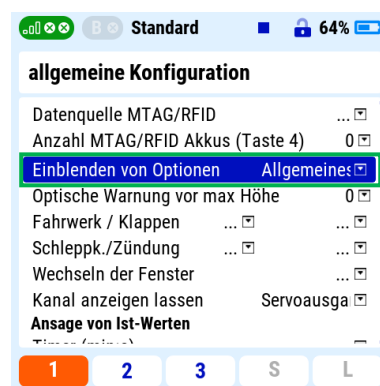 B Standard 64%
allgemeine Konfiguration
Datenquelle MTAG/RFID ...
Anzahl MTAG/RFID Akkus (Taste 4) 0
Einblenden von Optionen Allgemeines
Optische Warnung vor max Höhe 0
Fahrwerk / Klappen ... ...
Schleppk./Zündung ... ...
Wechseln der Fenster ...
Kanal anzeigen lassen Servoausga
Ansage von Ist-Werten
1 2 3 S L